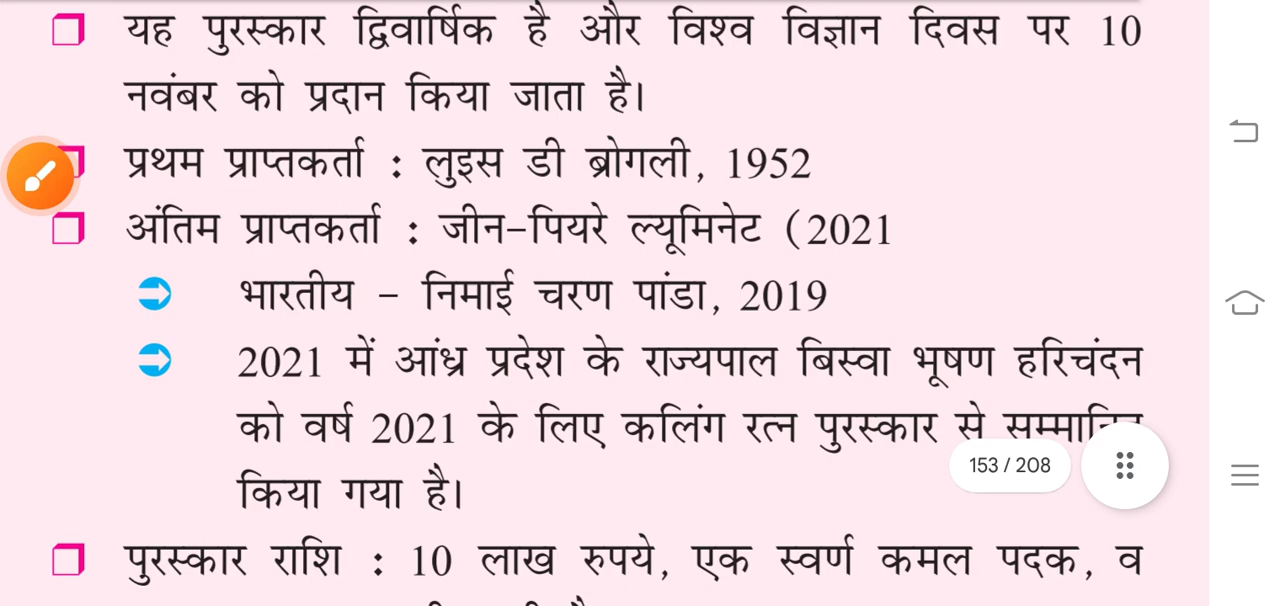 यह पुरस्कार द्विवार्षिक है और विश्व विज्ञान दिवस पर 10
नवंबर को प्रदान किया जाता है।
प्रथम प्राप्तकर्ता : लुइस डी ब्रोगली, 1952
अंतिम प्राप्तकर्ता : जीन-पियरे ल्यूमिनेट (2021
भारतीय - निमाई चरण पांडा, 2019
2021 में आंध्र प्रदेश के राज्यपाल बिस्वा भूषण हरिचंदन
को वर्ष 2021 के लिए कलिंग रत्न पुरस्कार से सम्मानित
153 / 208
किया गया है।
पुरस्कार राशि : 10 लाख रुपये, एक स्वर्ण कमल पदक, व